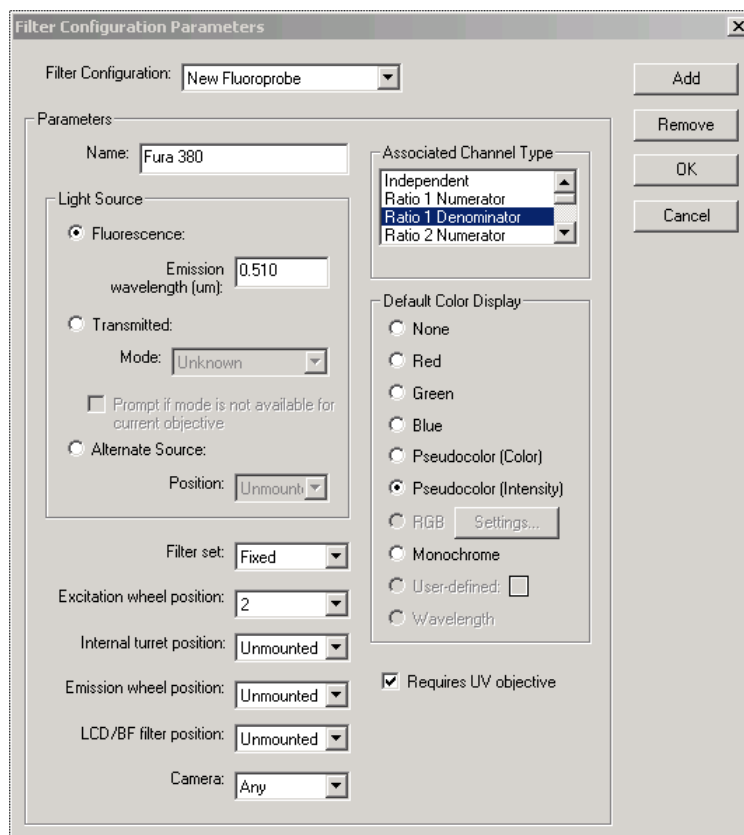 Filter Configuration Parameters
Filter Configuration: New Fluoroprobe
Add
Remove
OK
Cancel
Parameters
Name: Fura 380
Light Source
Fluorescence:
Emission
wavelength (um): 0.510
Transmitted:
Mode: Unknown
Prompt if mode is not available for
current objective
Alternate Source:
Position: Unmount
Filter set: Fixed
Excitation wheel position: 2
Internal turret position: Unmounted
Emission wheel position: Unmounted
LCD/BF filter position: Unmounted
Camera: Any
Associated Channel Type
Independent
Ratio 1 Numerator
Ratio 1 Denominator
Ratio 2 Numerator
Default Color Display
None
Red
Green
Blue
Pseudocolor (Color)
Pseudocolor (Intensity)
RGB Settings...
Monochrome
User-defined:
Wavelength
Requires UV objective